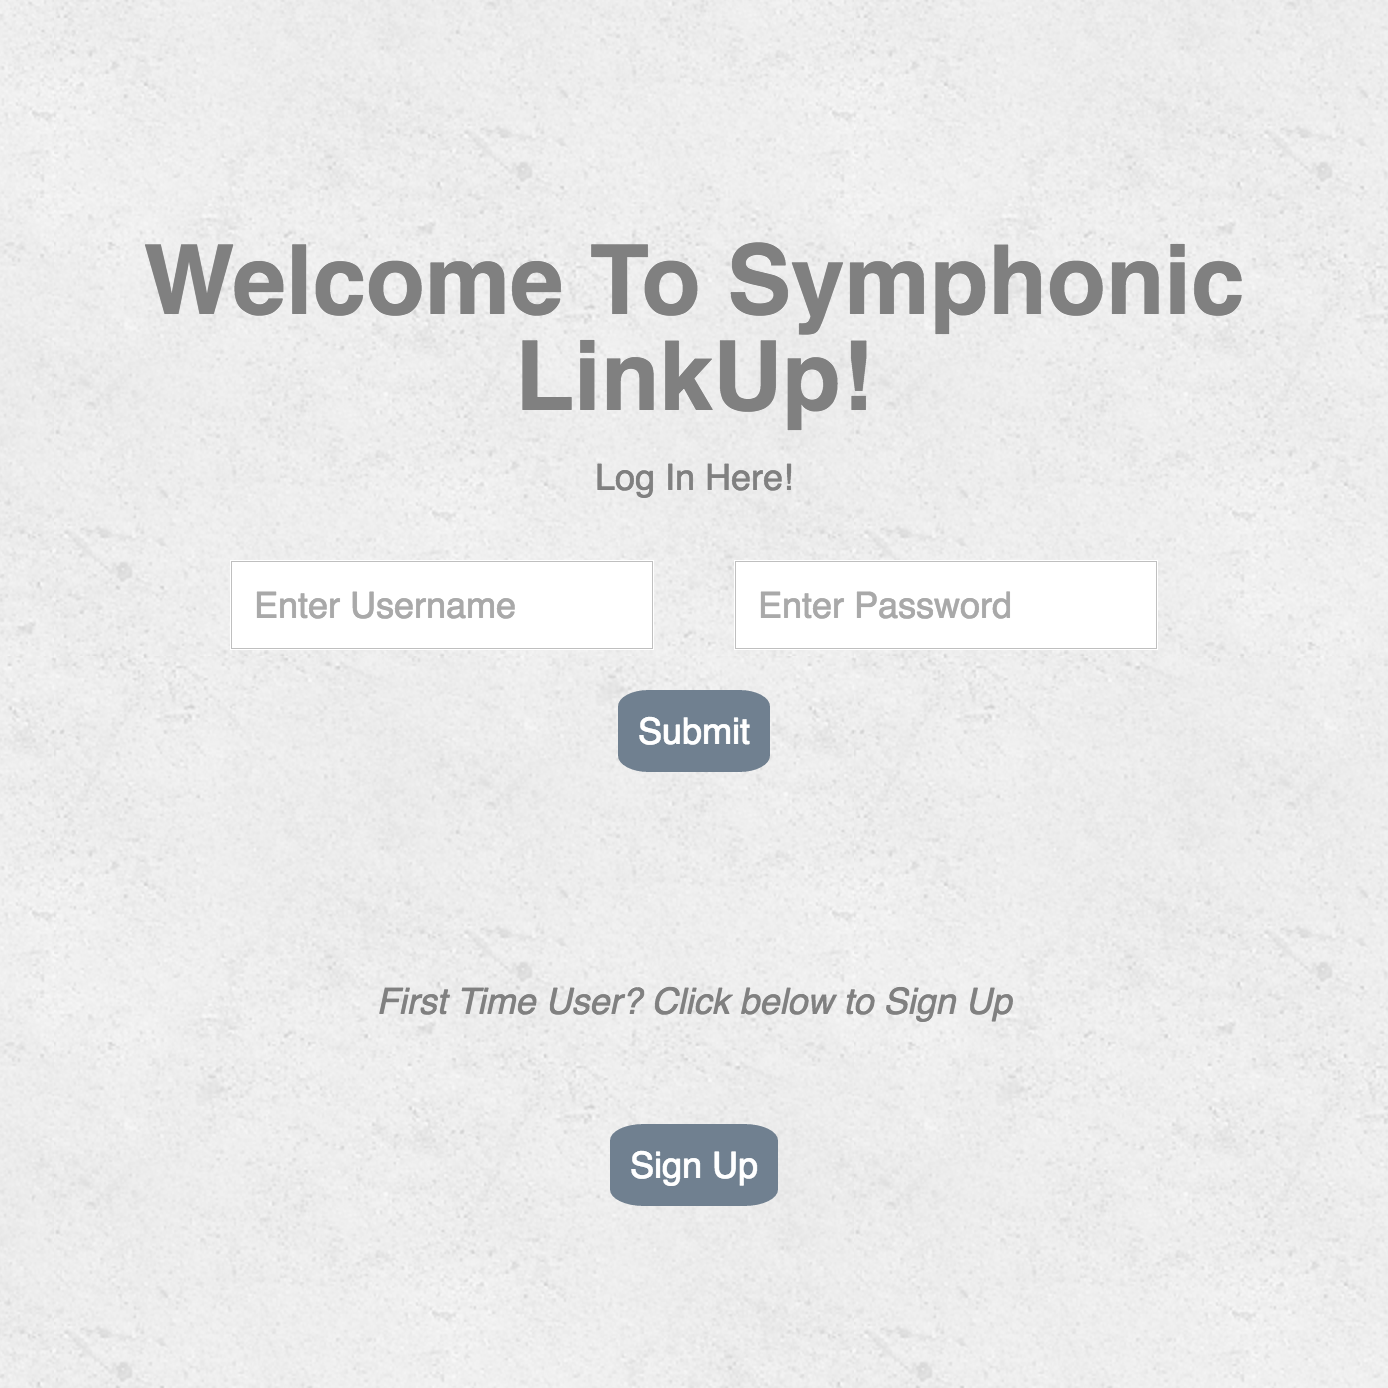 Welcome To Symphonic
LinkUp!
Log In Here!
Enter Username
Enter Password
Submit
First Time User? Click below to Sign Up
Sign Up